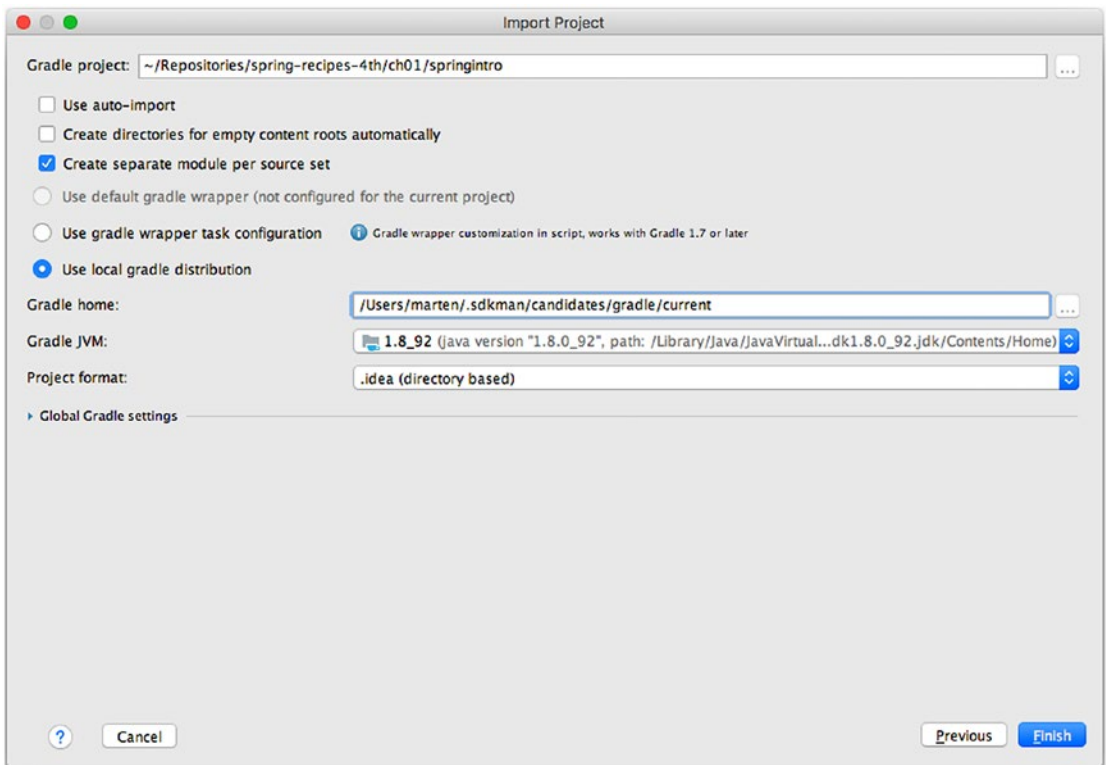 Import Project
Gradle project: ~/Repositories/spring-recipes-4th/ch01/springintro ...
Use auto-import
Create directories for empty content roots automatically
Create separate module per source set
Use default gradle wrapper (not configured for the current project)
Use gradle wrapper task configuration Gradle wrapper customization in script, works with Gradle 1.7 or later
Use local gradle distribution
Gradle home: /Users/marten/.sdkman/candidates/gradle/current ...
Gradle JVM: 1.8_92 (java version "1.8.0_92", path: /Library/Java/JavaVirtual...dk1.8.0_92.jdk/Contents/Home)
Project format: .idea (directory based)
Global Gradle settings
? Cancel Previous Finish